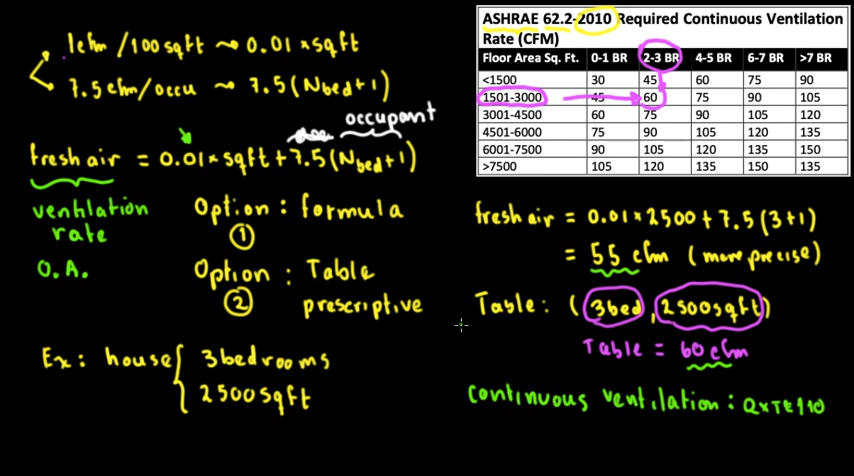 1cfm/100sqft ~ 0.01*sqft
7.5cfm/occu ~ 7.5(Nbed+1)
occupant
fresh air = 0.01*sqft+7.5(Nbed+1)
ventilation
rate
O.A.
Option : formula
①
Option : Table
② prescriptive
Ex: house { 3bedrooms
2500sqft
ASHRAE 62.2-2010 Required Continuous Ventilation
Rate (CFM)
Floor Area Sq. Ft. 0-1 BR 2-3 BR 4-5 BR 6-7 BR >7 BR
<1500 30 45 60 75 90
1501-3000 45 60 75 90 105
3001-4500 60 75 90 105 120
4501-6000 75 90 105 120 135
6001-7500 90 105 120 135 150
>7500 105 120 135 150 135
fresh air = 0.01*2500+7.5(3+1)
= 55 cfm (more precise)
Table: (3bed, 2500sqft)
Table = 60 cfm
continuous ventilation: